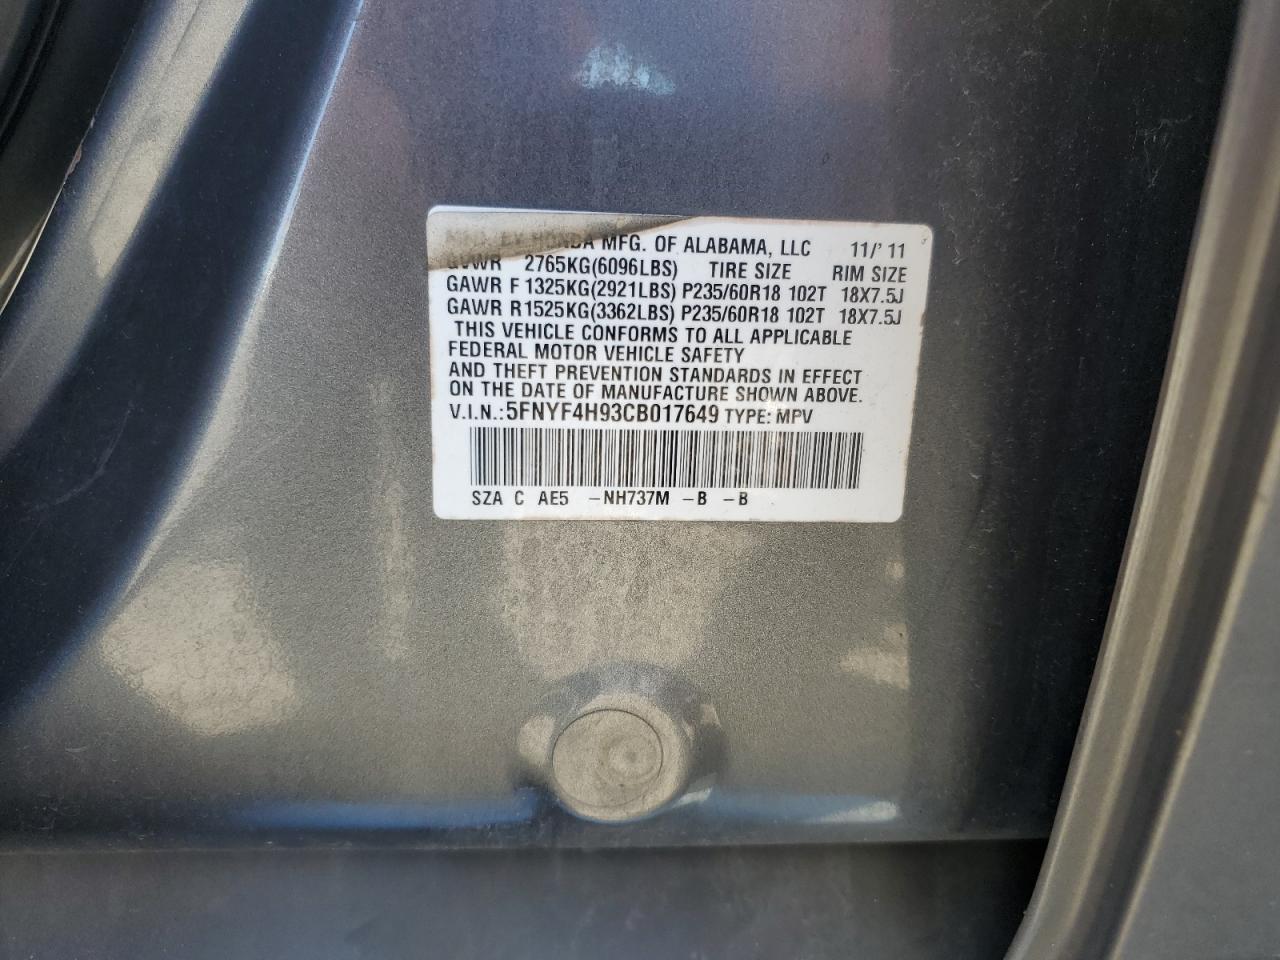 MFD. BY HONDA MFG. OF ALABAMA, LLC 11/'11
GVWR 2765KG(6096LBS) TIRE SIZE RIM SIZE
GAWR F 1325KG(2921LBS) P235/60R18 102T 18X7.5J
GAWR R1525KG(3362LBS) P235/60R18 102T 18X7.5J
THIS VEHICLE CONFORMS TO ALL APPLICABLE
FEDERAL MOTOR VEHICLE SAFETY
AND THEFT PREVENTION STANDARDS IN EFFECT
ON THE DATE OF MANUFACTURE SHOWN ABOVE.
V.I.N.:5FNYF4H93CB017649 TYPE: MPV
SZA C AE5 -NH737M -B -B